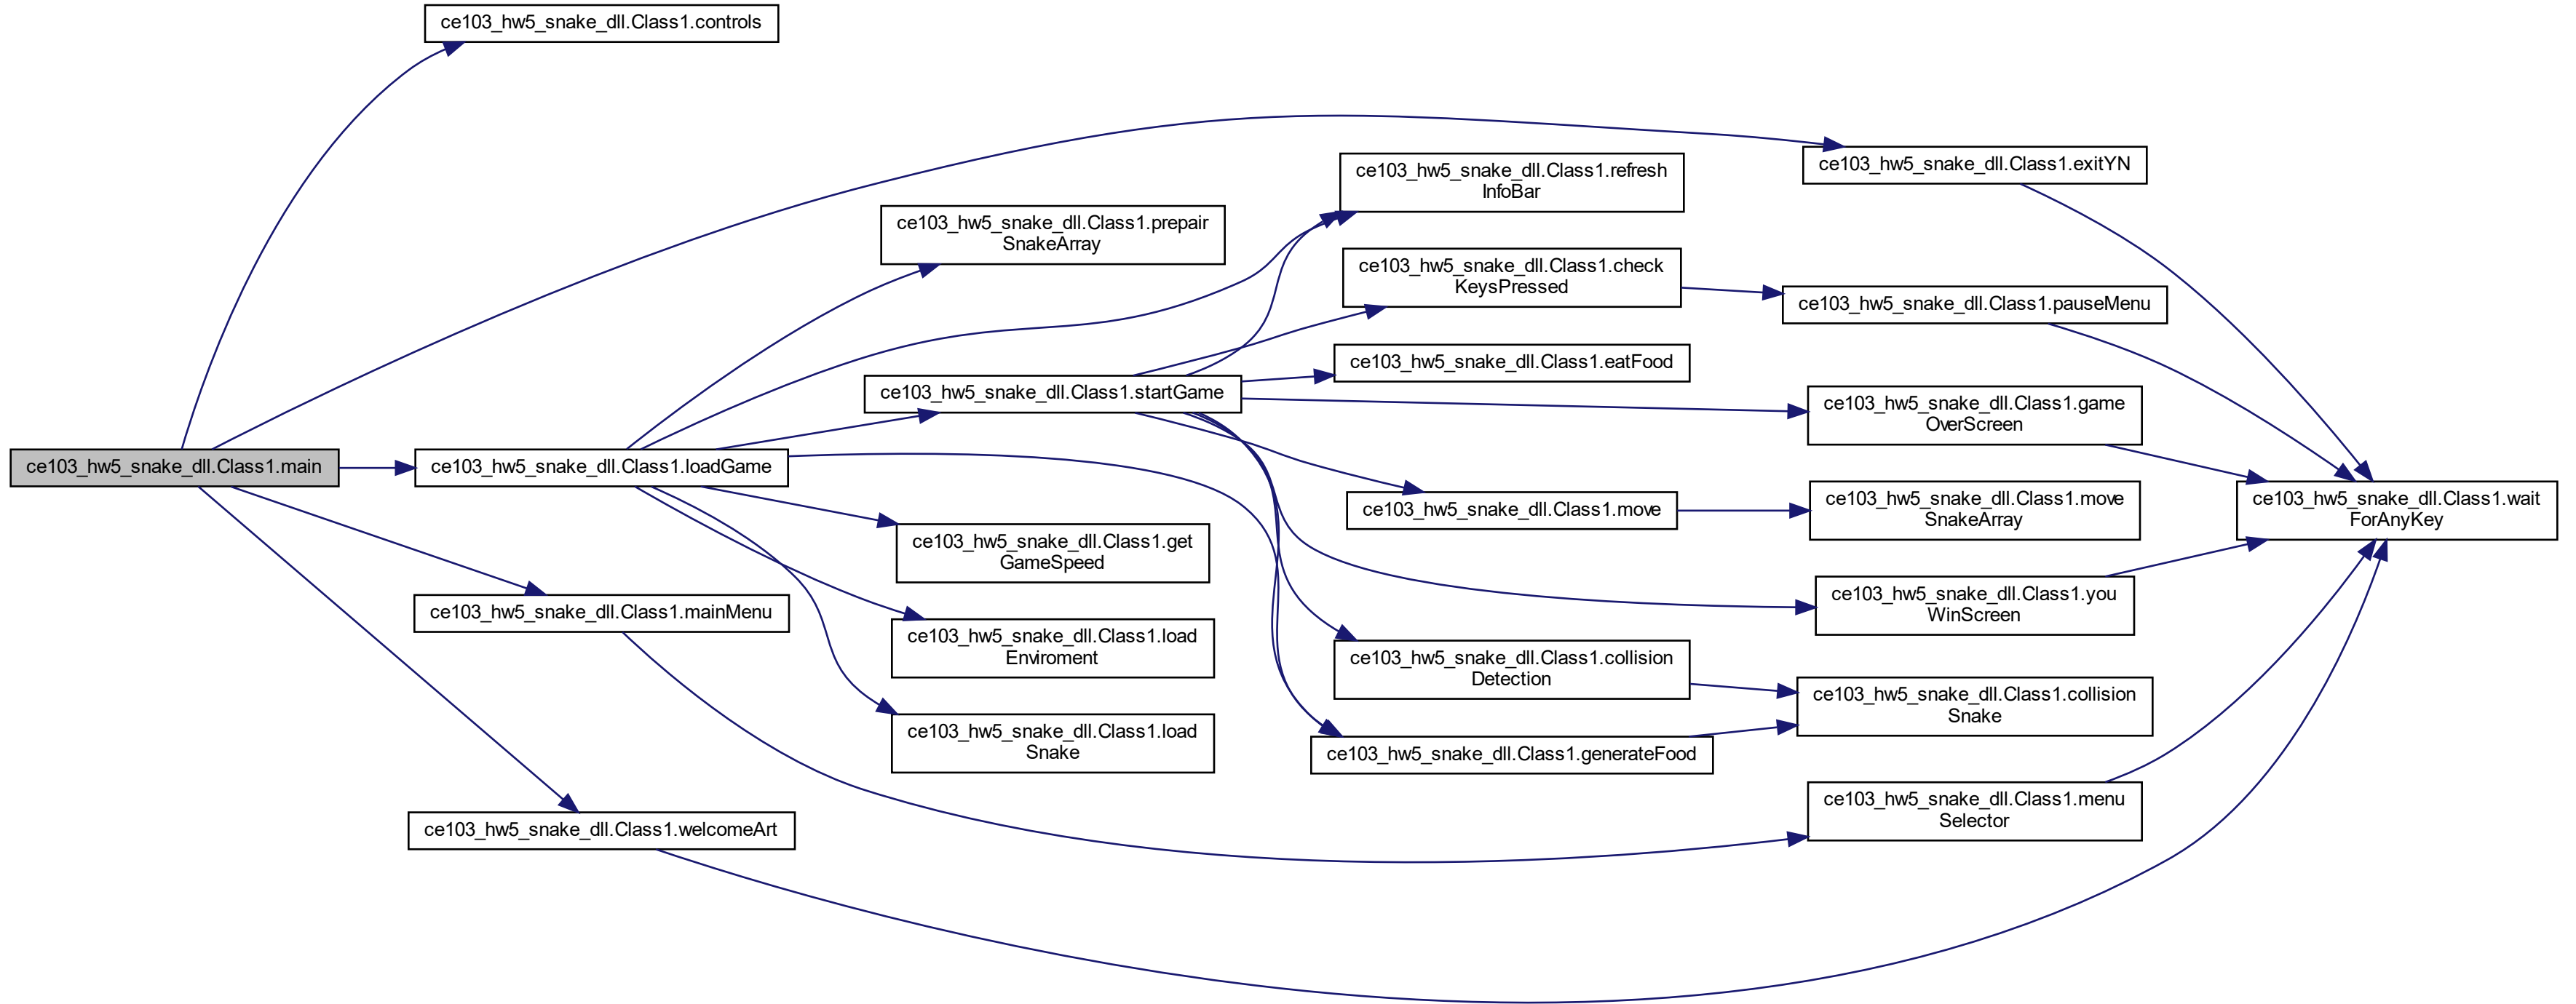 ce103_hw5_snake_dll.Class1.main
ce103_hw5_snake_dll.Class1.controls
ce103_hw5_snake_dll.Class1.loadGame
ce103_hw5_snake_dll.Class1.mainMenu
ce103_hw5_snake_dll.Class1.welcomeArt
ce103_hw5_snake_dll.Class1.prepair
SnakeArray
ce103_hw5_snake_dll.Class1.startGame
ce103_hw5_snake_dll.Class1.get
GameSpeed
ce103_hw5_snake_dll.Class1.load
Enviroment
ce103_hw5_snake_dll.Class1.load
Snake
ce103_hw5_snake_dll.Class1.refresh
InfoBar
ce103_hw5_snake_dll.Class1.check
KeysPressed
ce103_hw5_snake_dll.Class1.eatFood
ce103_hw5_snake_dll.Class1.move
ce103_hw5_snake_dll.Class1.collision
Detection
ce103_hw5_snake_dll.Class1.generateFood
ce103_hw5_snake_dll.Class1.exitYN
ce103_hw5_snake_dll.Class1.pauseMenu
ce103_hw5_snake_dll.Class1.game
OverScreen
ce103_hw5_snake_dll.Class1.move
SnakeArray
ce103_hw5_snake_dll.Class1.you
WinScreen
ce103_hw5_snake_dll.Class1.collision
Snake
ce103_hw5_snake_dll.Class1.menu
Selector
ce103_hw5_snake_dll.Class1.wait
ForAnyKey